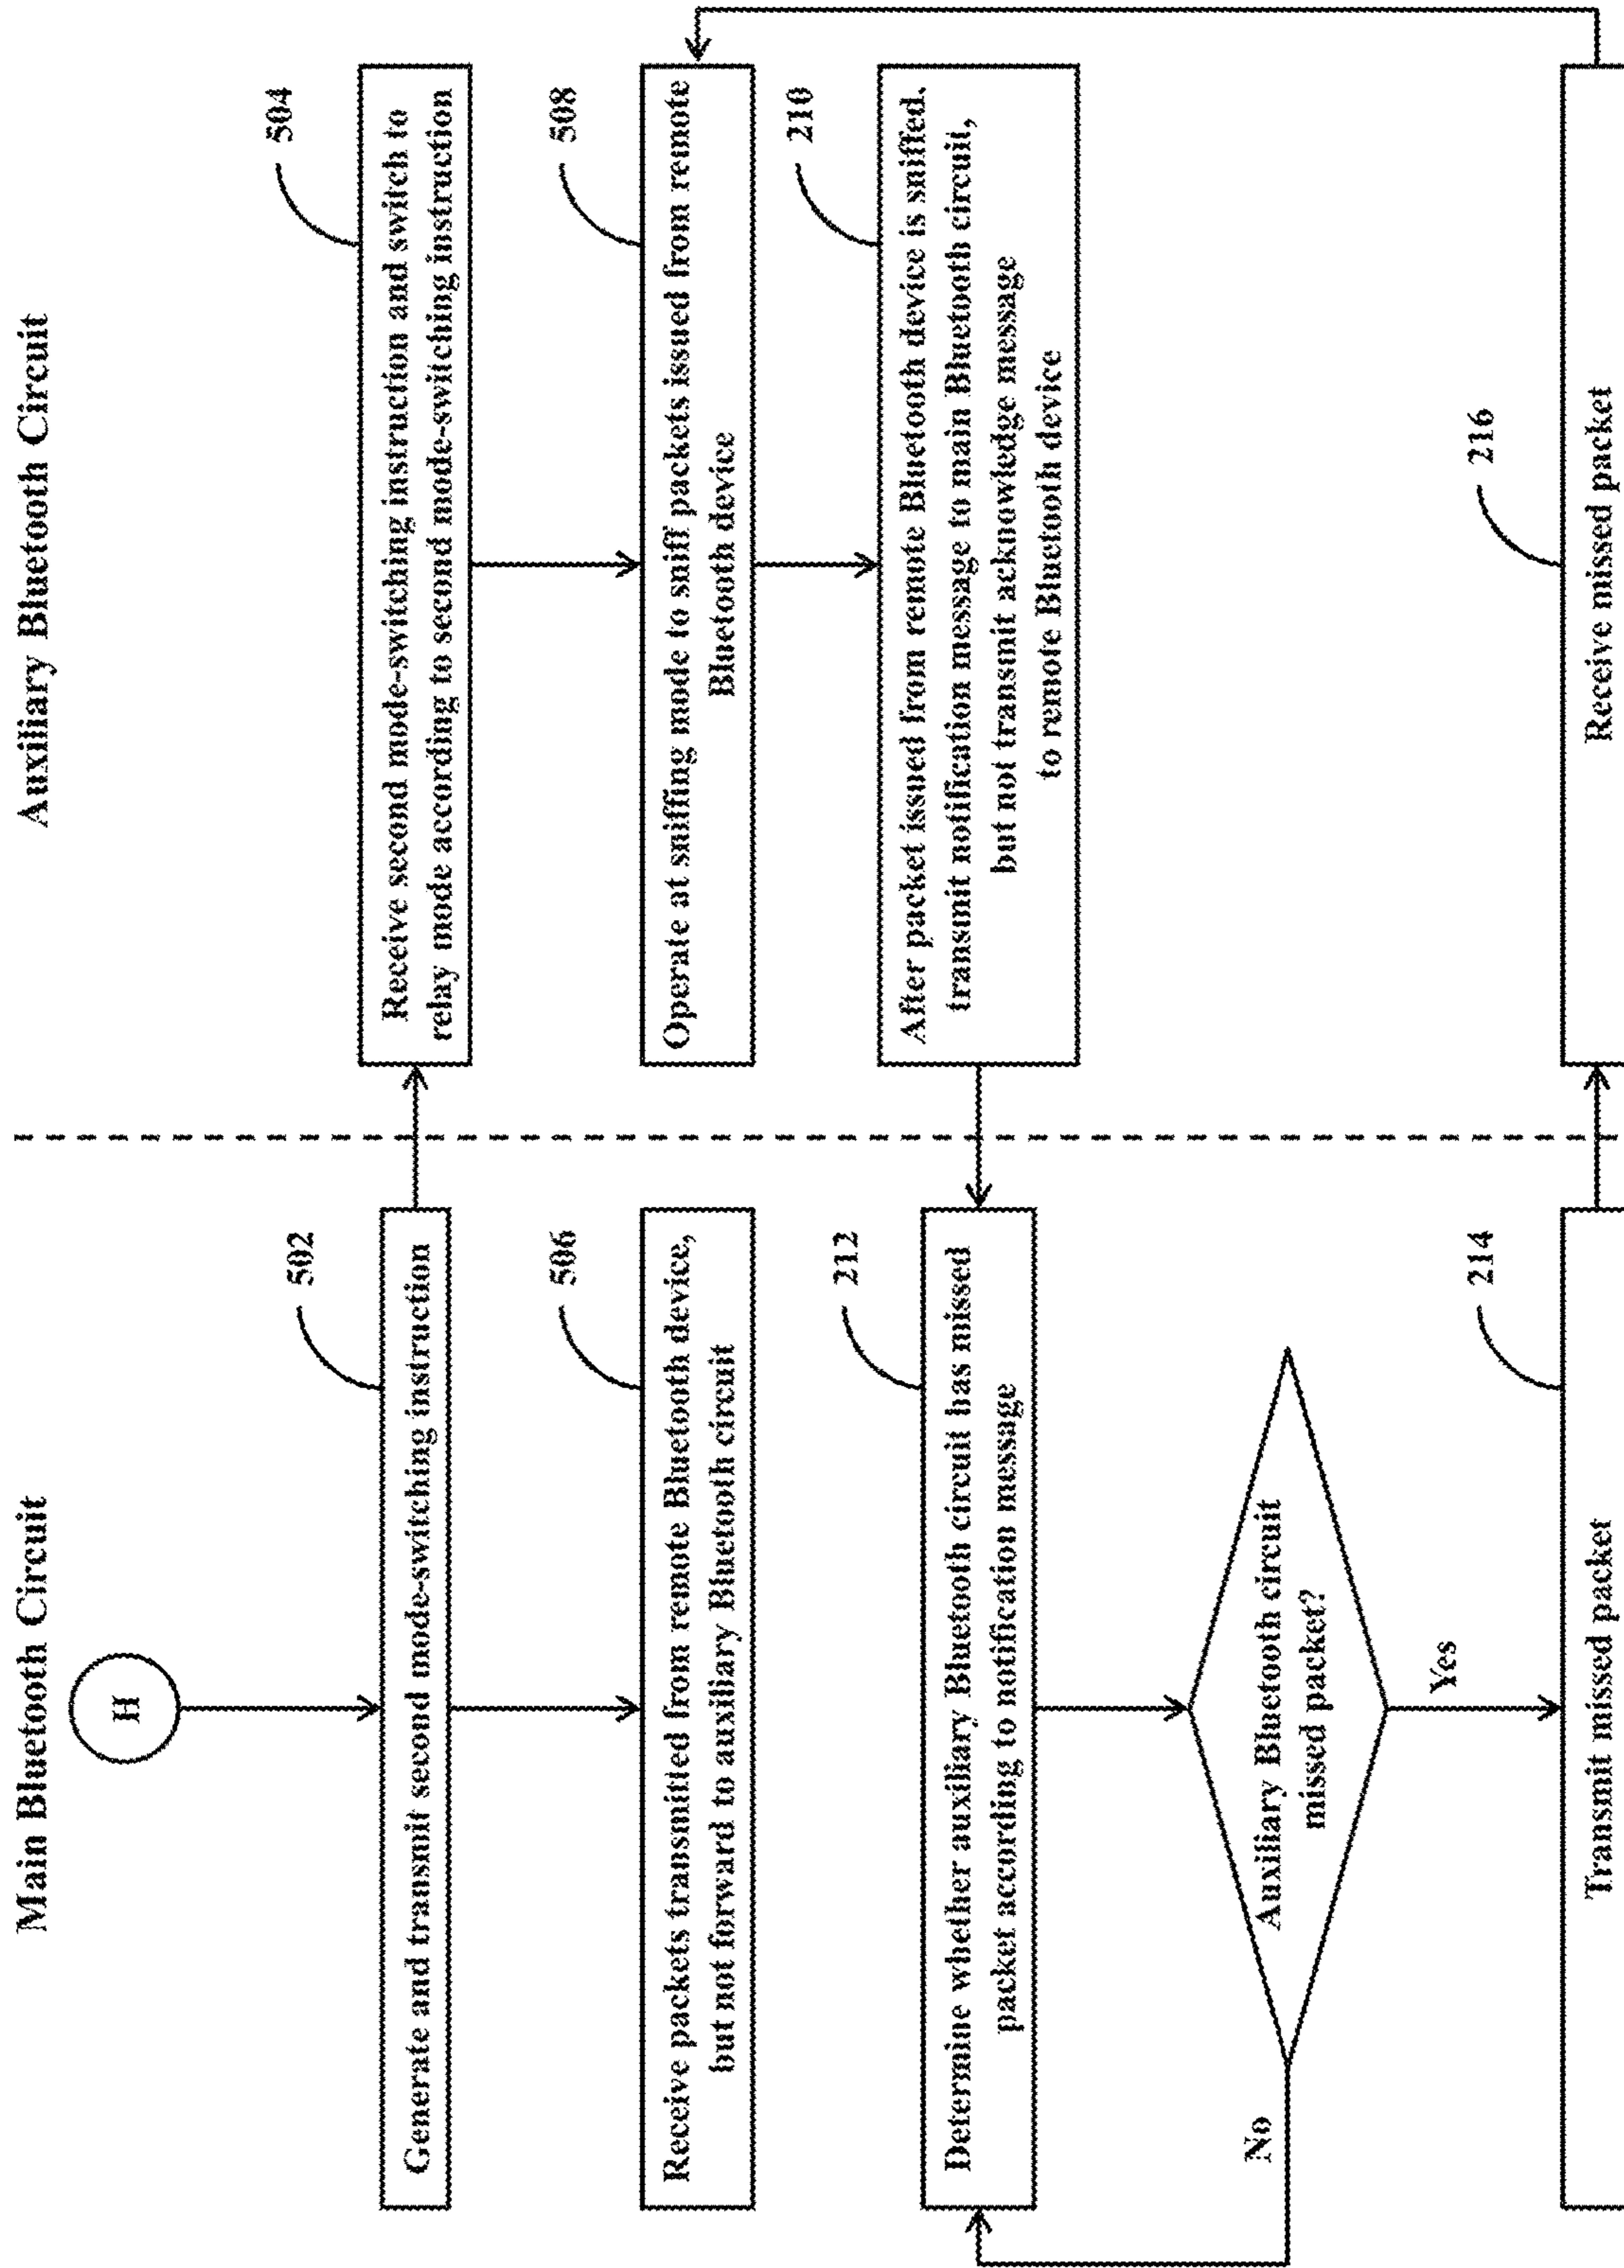 Main Bluetooth Circuit
Auxiliary Bluetooth Circuit
H
502
Generate and transmit second mode-switching instruction
504
Receive second mode-switching instruction and switch to
relay mode according to second mode-switching instruction
506
Receive packets transmitted from remote Bluetooth device,
but not forward to auxiliary Bluetooth circuit
508
Operate at sniffing mode to sniff packets issued from remote
Bluetooth device
210
After packet issued from remote Bluetooth device is sniffed,
transmit notification message to main Bluetooth circuit,
but not transmit acknowledge message
to remote Bluetooth device
212
Determine whether auxiliary Bluetooth circuit has missed
packet according to notification message
Auxiliary Bluetooth circuit
missed packet?
No
Yes
214
Transmit missed packet
216
Receive missed packet